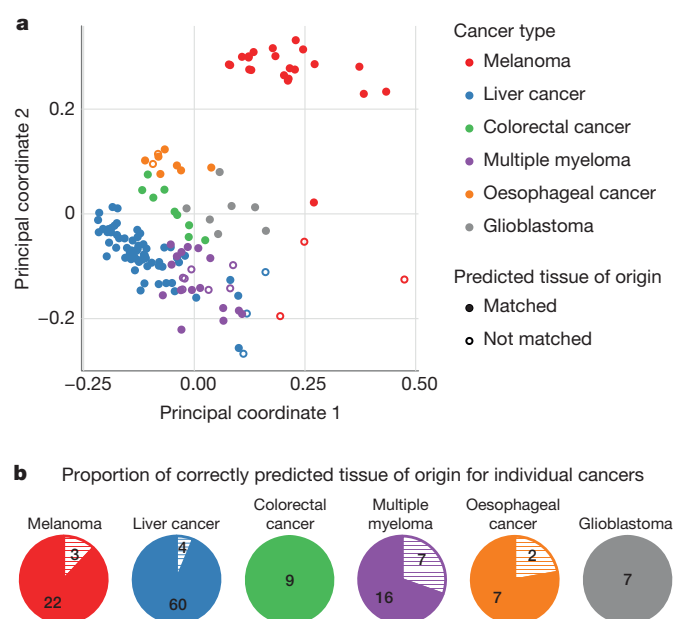 a
Cancer type
Melanoma
Liver cancer
Colorectal cancer
Multiple myeloma
Oesophageal cancer
Glioblastoma
Predicted tissue of origin
Matched
Not matched
Principal coordinate 2
0.2
0
−0.2
−0.25
0.00
0.25
0.50
Principal coordinate 1
b
Proportion of correctly predicted tissue of origin for individual cancers
Melanoma
Liver cancer
Colorectal
cancer
Multiple
myeloma
Oesophageal
cancer
Glioblastoma
3
22
4
60
9
7
16
2
7
7